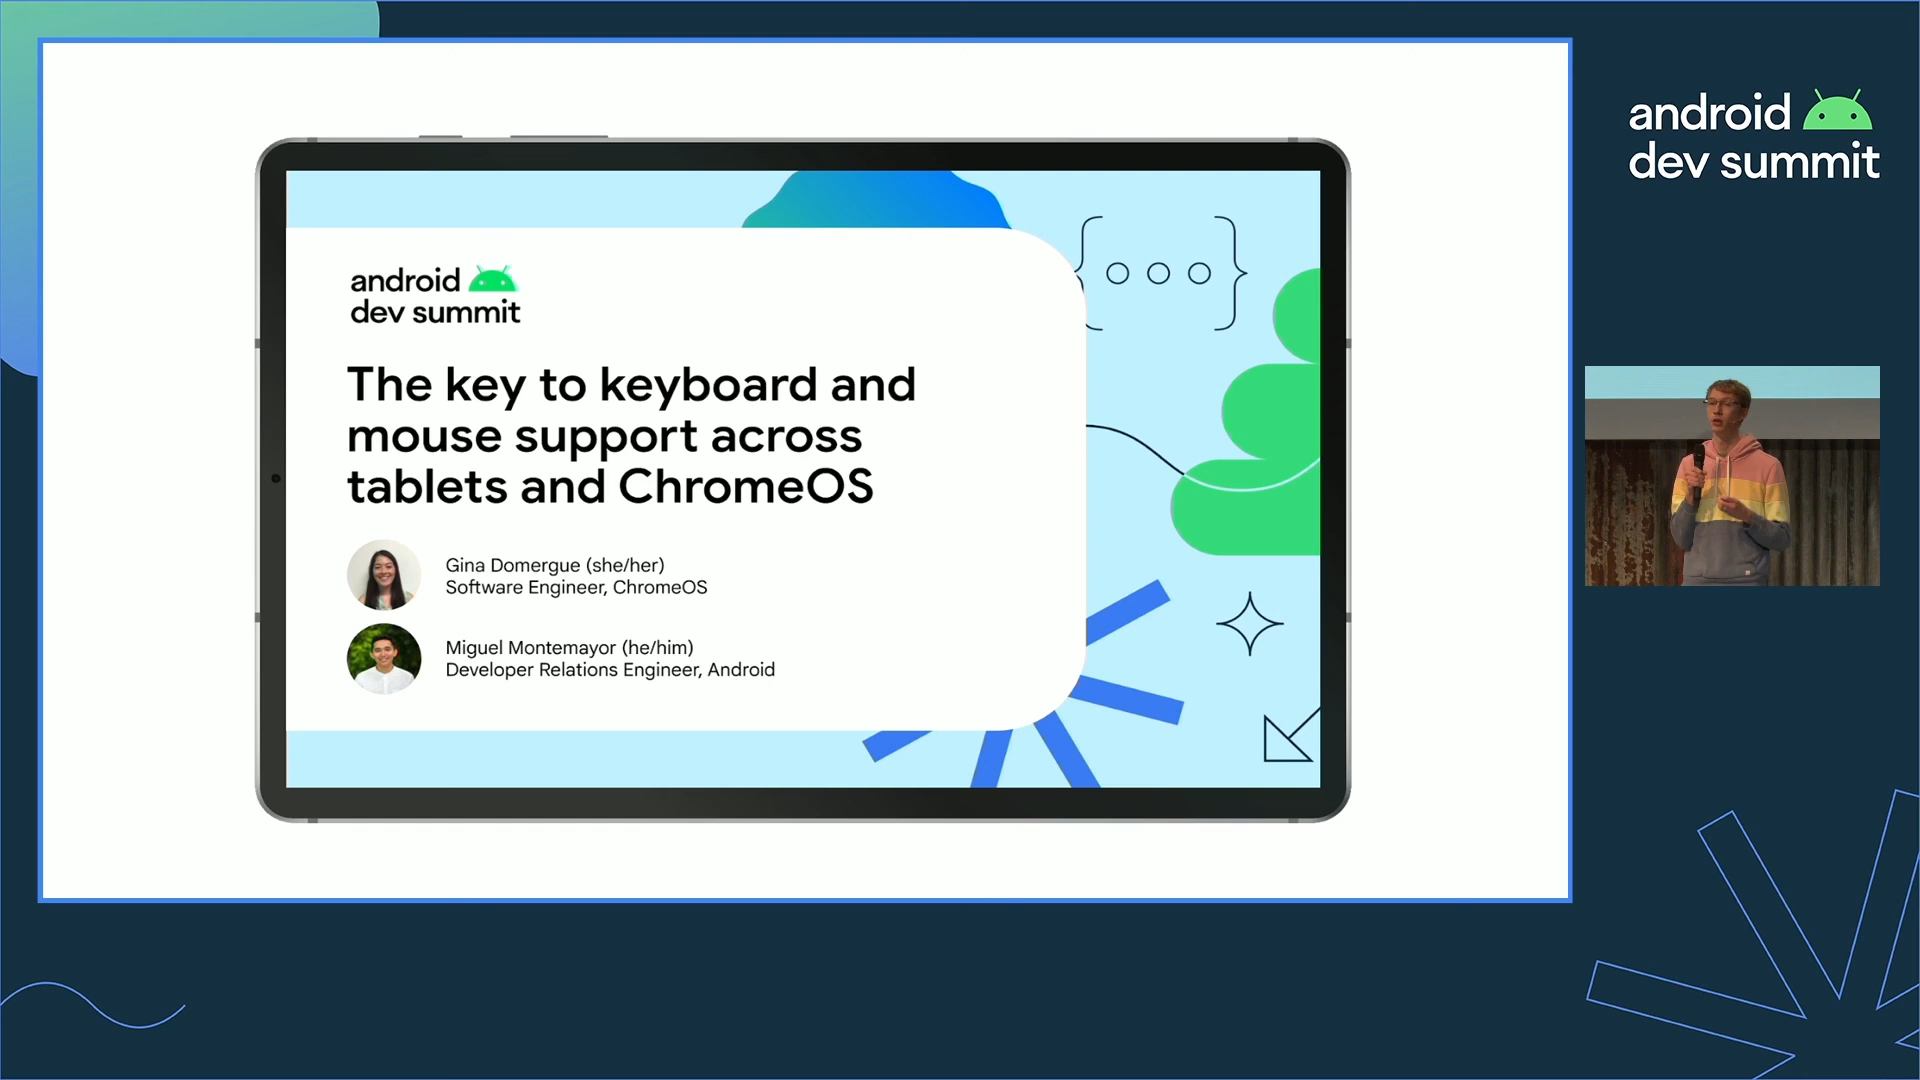 android
dev summit
The key to keyboard and
mouse support across
tablets and ChromeOS
Gina Domergue (she/her)
Software Engineer, ChromeOS
Miguel Montemayor (he/him)
Developer Relations Engineer, Android
android
dev summit